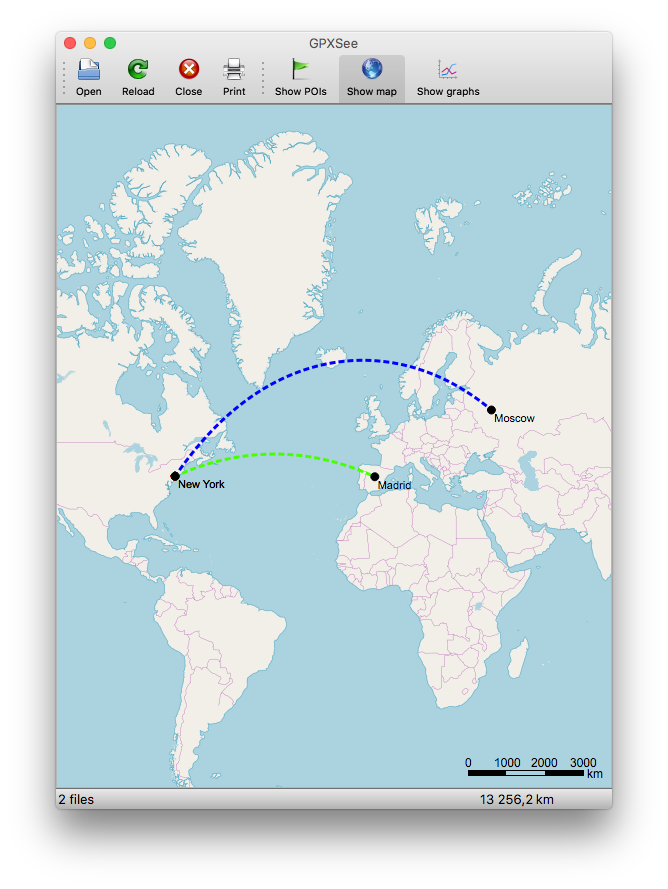 GPXSee
Open Reload Close Print Show POIs Show map Show graphs
Moscow
New York
Madrid
0 1000 2000 3000
km
2 files 13 256,2 km